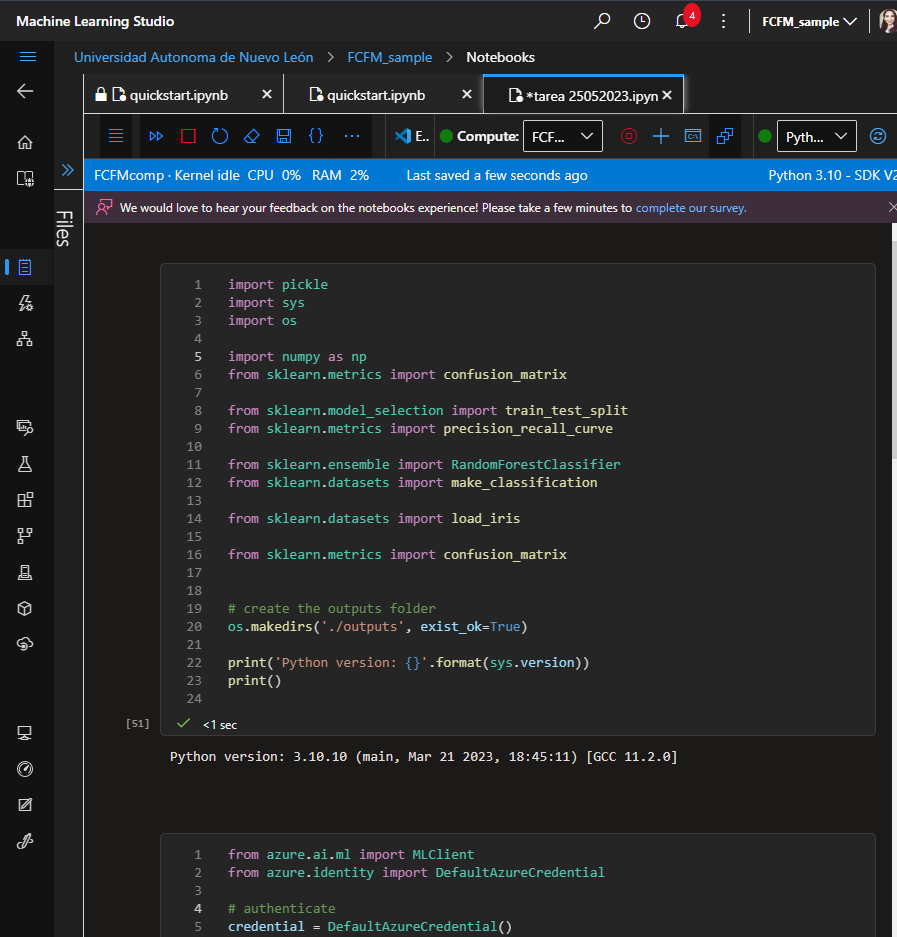 Machine Learning Studio
4
FCFM_sample
Universidad Autonoma de Nuevo León > FCFM_sample > Notebooks
quickstart.ipynb
quickstart.ipynb
*tarea 25052023.ipyn
E..
Compute:
FCF...
Pyth...
FCFMcomp · Kernel idle CPU 0% RAM 2%
Last saved a few seconds ago
Python 3.10 - SDK V2
Files
We would love to hear your feedback on the notebooks experience! Please take a few minutes to complete our survey.
1 import pickle
2 import sys
3 import os
4
5 import numpy as np
6 from sklearn.metrics import confusion_matrix
7
8 from sklearn.model_selection import train_test_split
9 from sklearn.metrics import precision_recall_curve
10
11 from sklearn.ensemble import RandomForestClassifier
12 from sklearn.datasets import make_classification
13
14 from sklearn.datasets import load_iris
15
16 from sklearn.metrics import confusion_matrix
17
18
19 # create the outputs folder
20 os.makedirs('./outputs', exist_ok=True)
21
22 print('Python version: {}'.format(sys.version))
23 print()
24
[51]
<1 sec
Python version: 3.10.10 (main, Mar 21 2023, 18:45:11) [GCC 11.2.0]
1 from azure.ai.ml import MLClient
2 from azure.identity import DefaultAzureCredential
3
4 # authenticate
5 credential = DefaultAzureCredential()